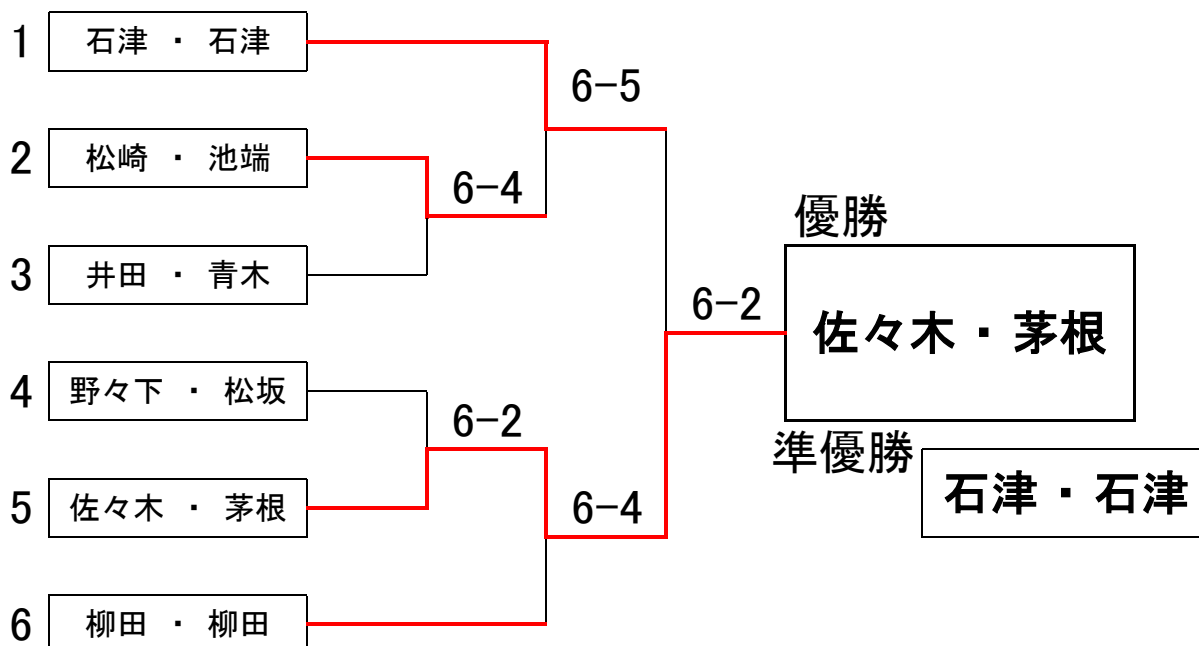 1 石津 ・ 石津
6-5
2 松崎 ・ 池端
6-4
3 井田 ・ 青木
優勝
6-2
佐々木・茅根
4 野々下 ・ 松坂
6-2
準優勝
5 佐々木 ・ 茅根
6-4
石津・石津
6 柳田 ・ 柳田